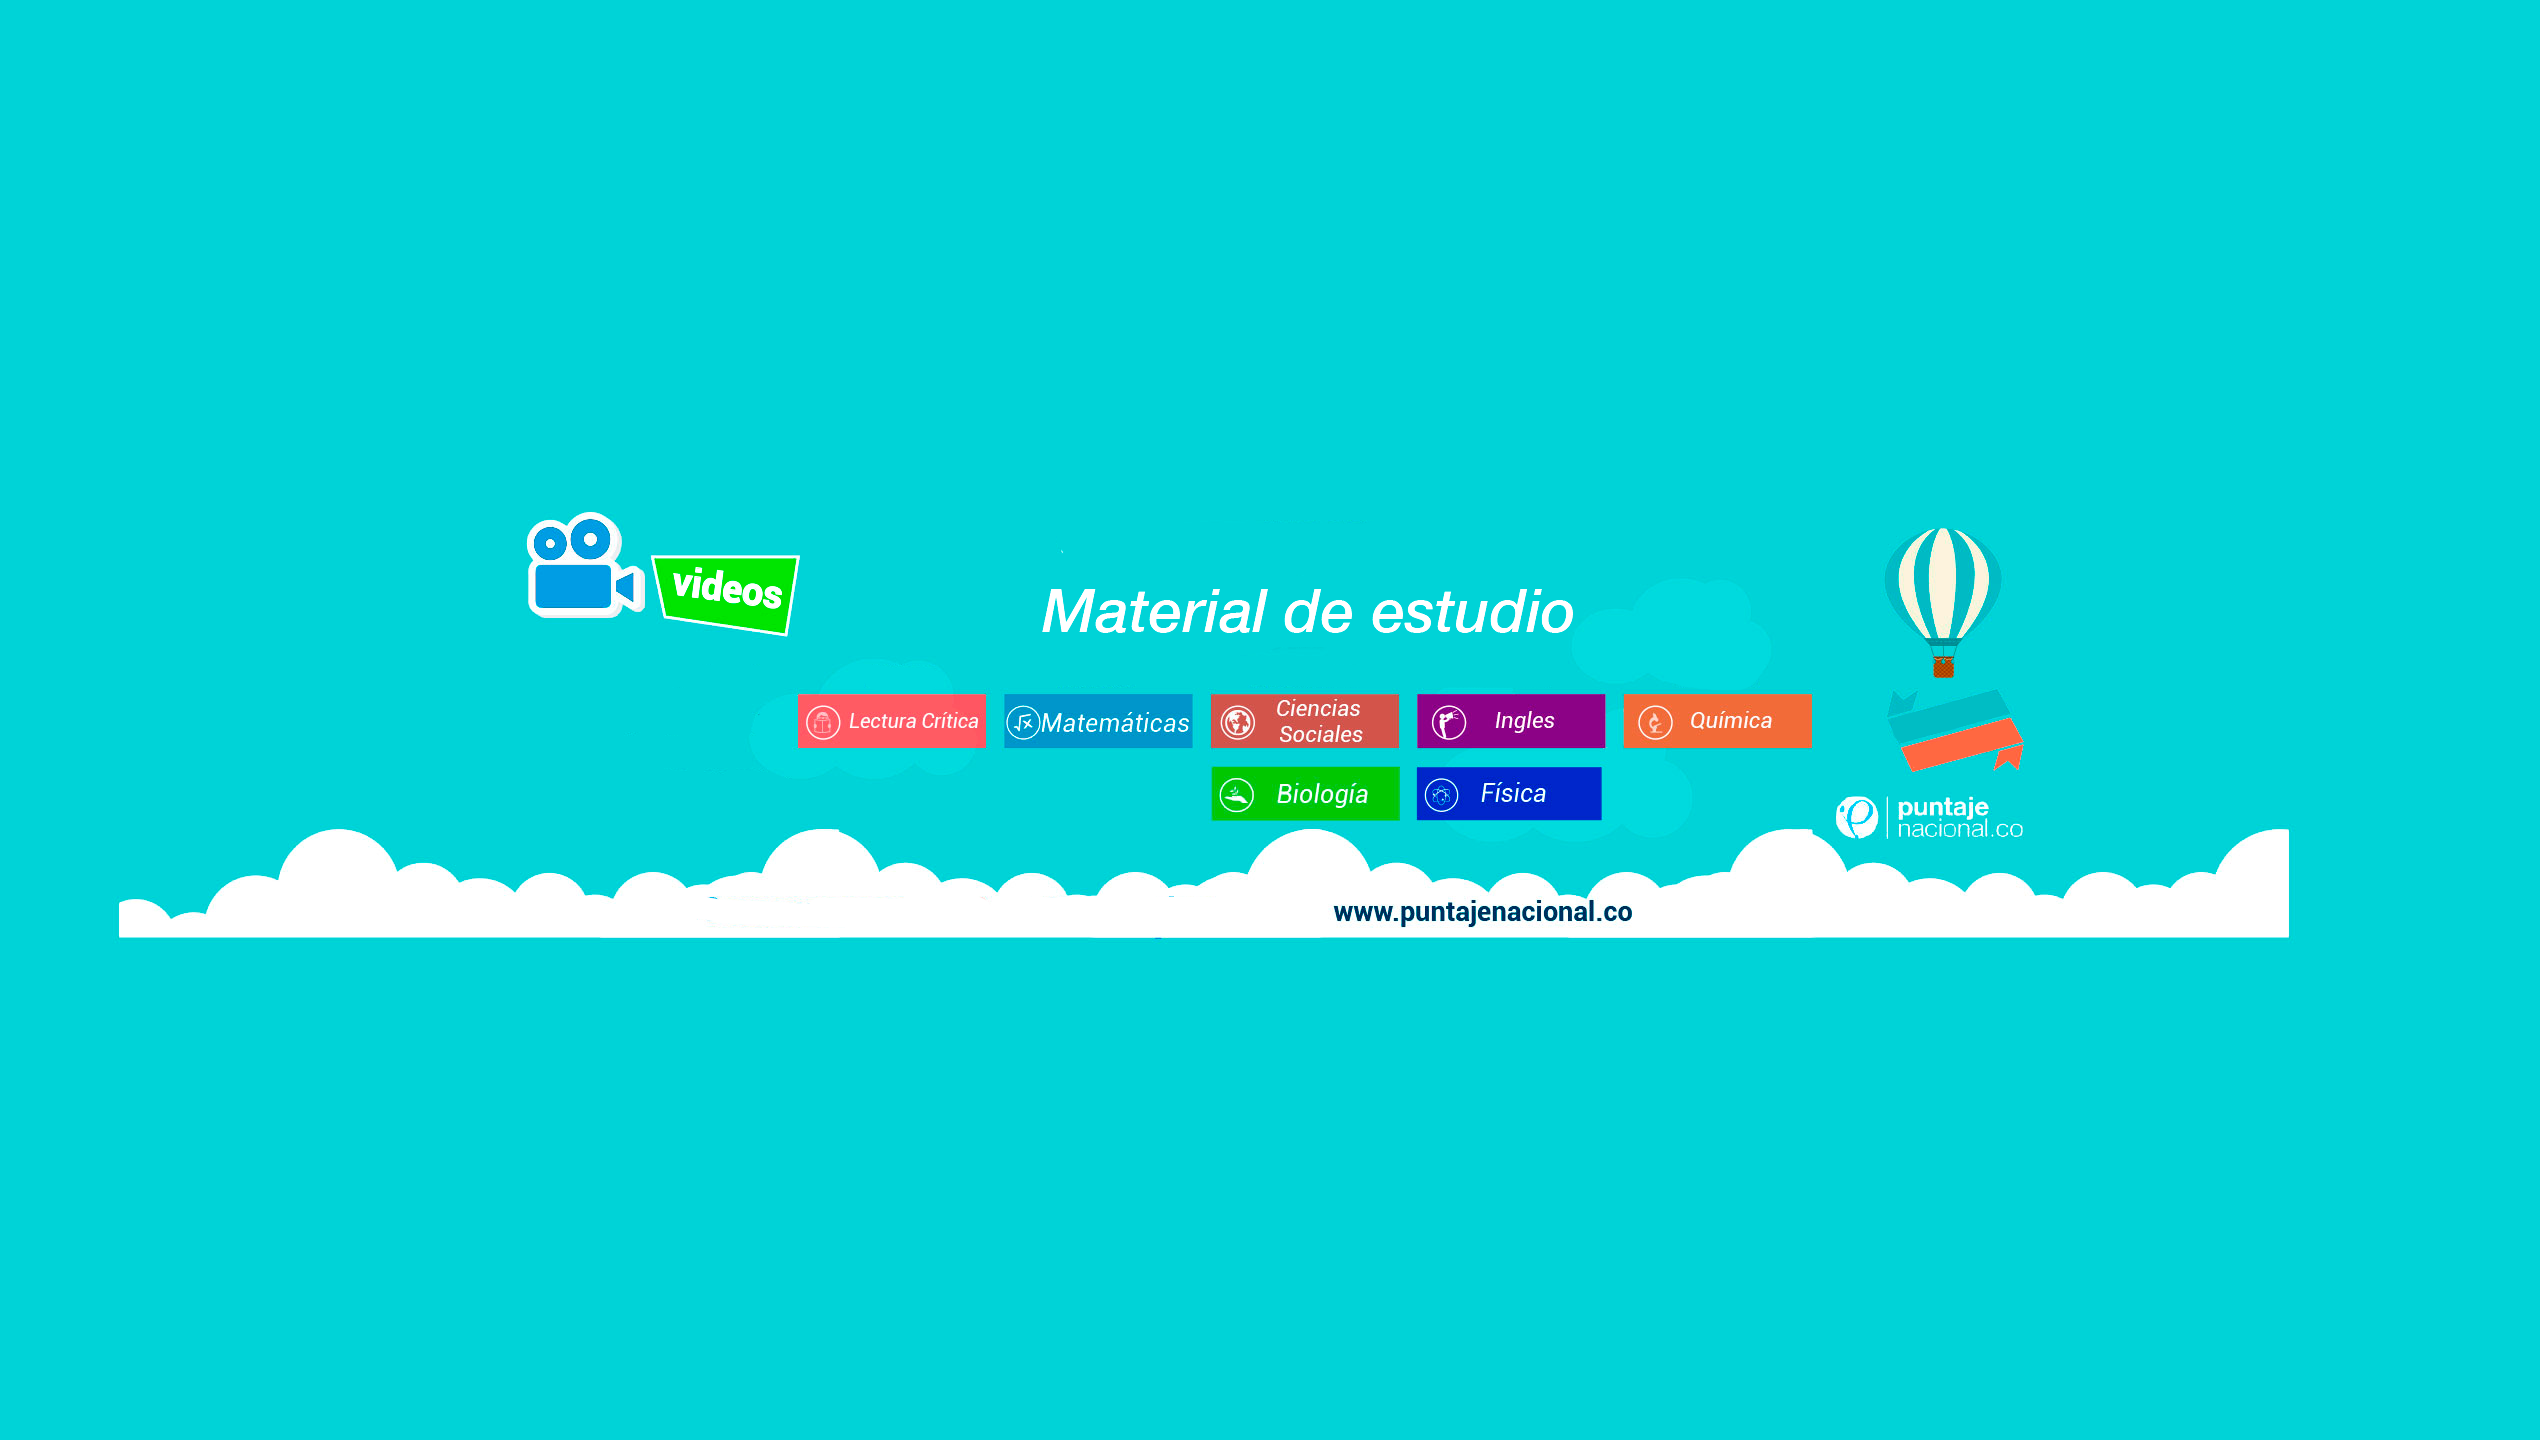 videos
Material de estudio
Lectura Crítica
Matemáticas
Ciencias
Sociales
Ingles
Química
Biología
Física
puntaje
nacional.co
www.puntajenacional.co